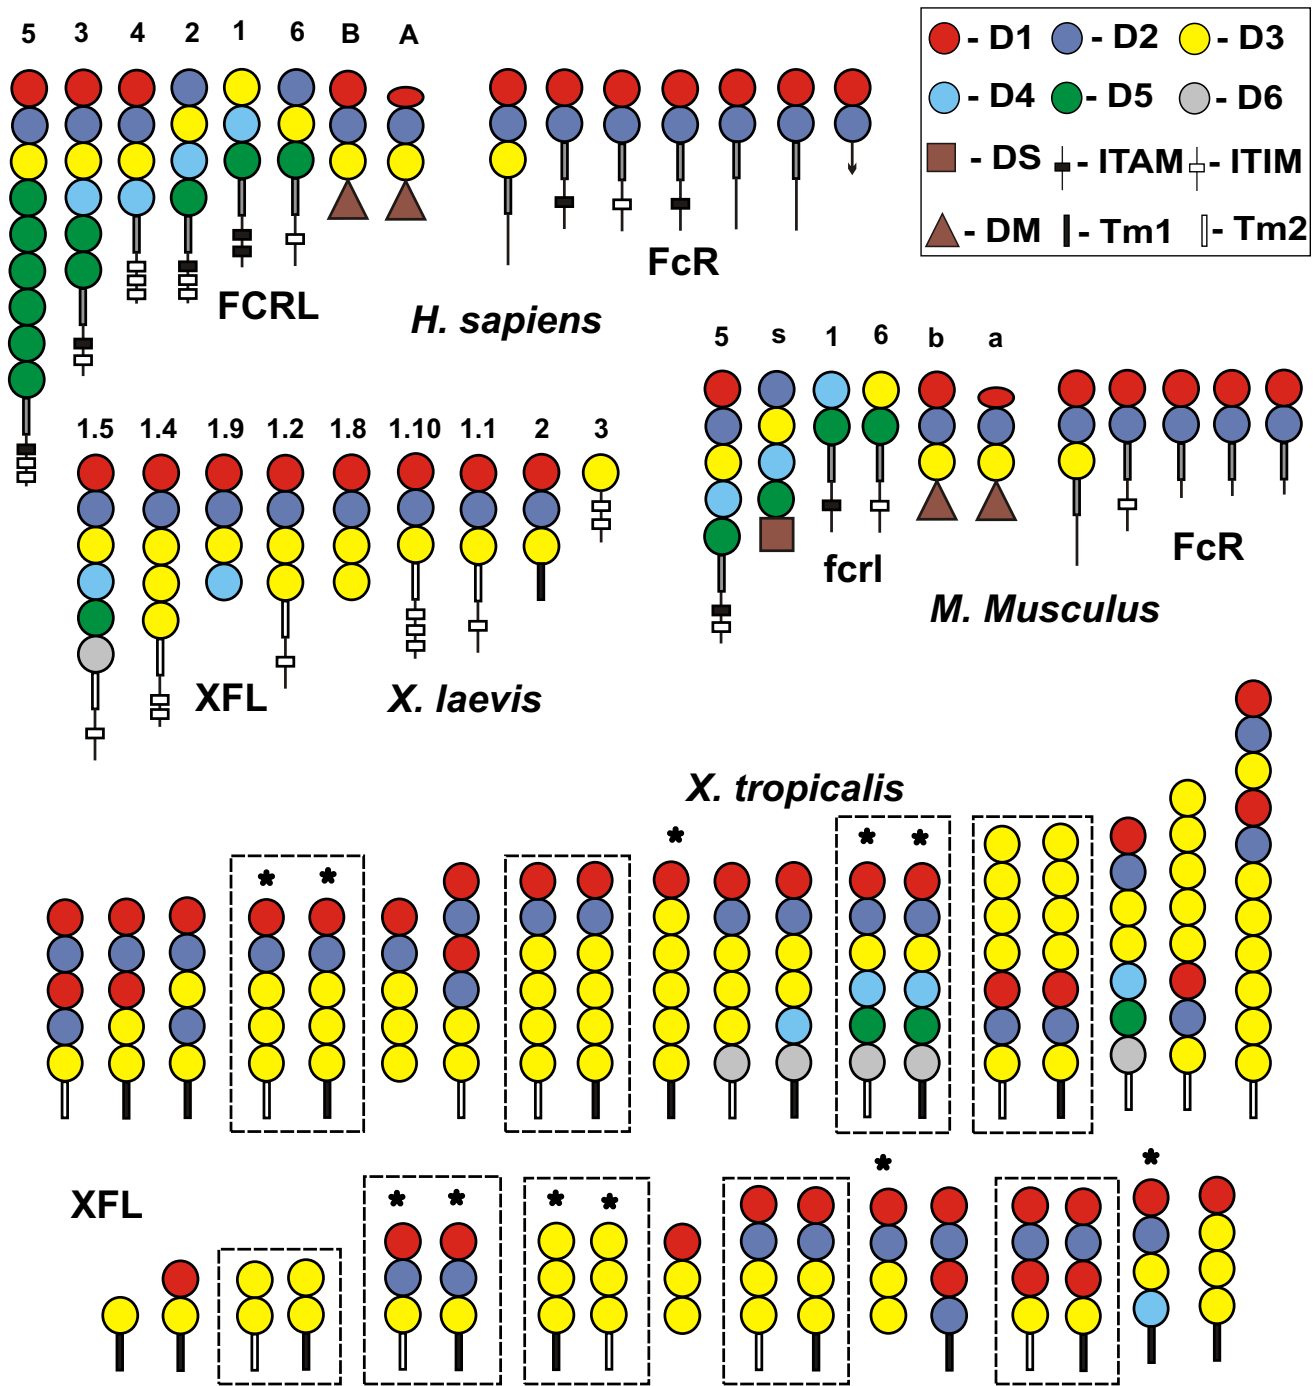 5 3 4 2 1 6 B A
- D1 - D2 - D3
- D4 - D5 - D6
- DS - ITAM - ITIM
- DM - Tm1 - Tm2
FcR
FCRL
H. sapiens
5 s 1 6 b a
1.5 1.4 1.9 1.2 1.8 1.10 1.1 2 3
FcR
fcrl
M. Musculus
XFL
X. laevis
X. tropicalis
*
* *
* *
*
*
XFL
* *
* *